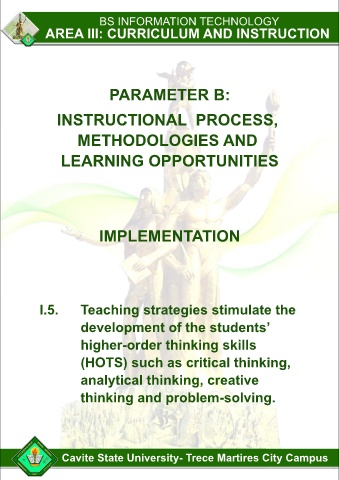 BS INFORMATION TECHNOLOGY
AREA III: CURRICULUM AND INSTRUCTION
PARAMETER B:
INSTRUCTIONAL PROCESS,
METHODOLOGIES AND
LEARNING OPPORTUNITIES
IMPLEMENTATION
I.5. Teaching strategies stimulate the
development of the students'
higher-order thinking skills
(HOTS) such as critical thinking,
analytical thinking, creative
thinking and problem-solving.
Cavite State University- Trece Martires City Campus